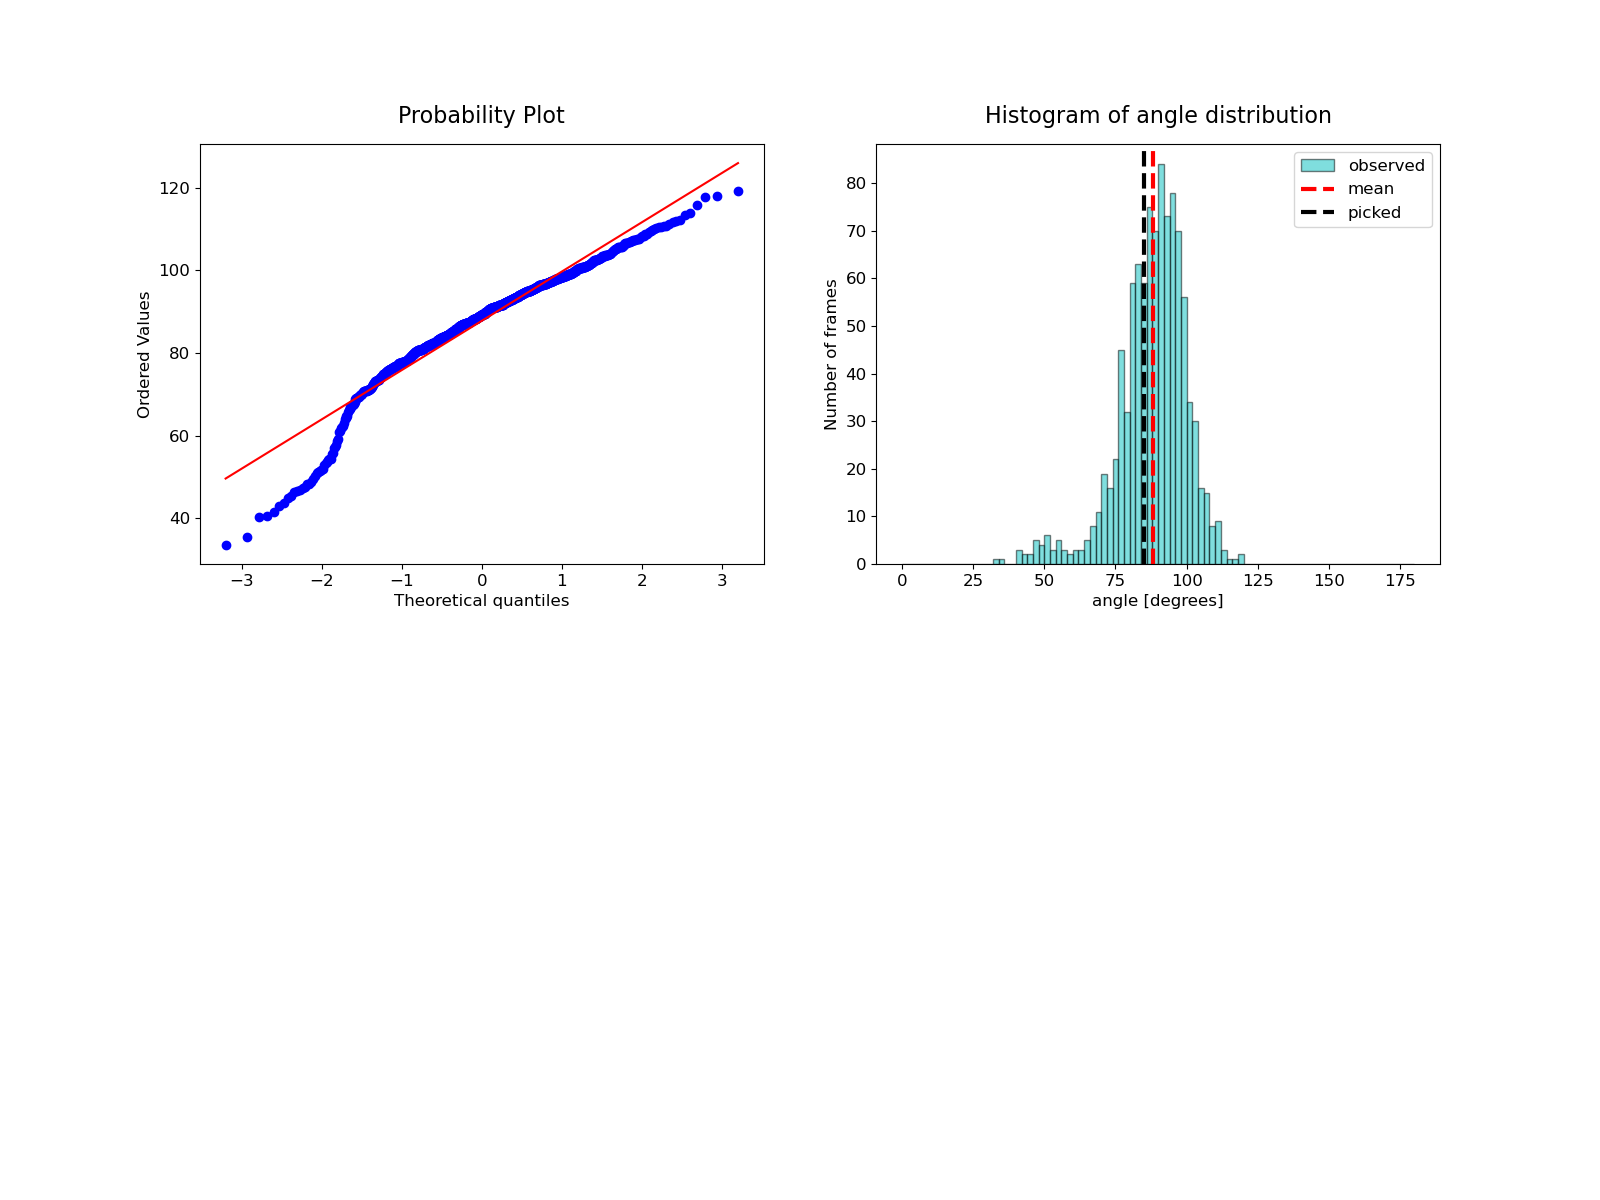 Probability Plot
120
100
80
60
40
Ordered Values
−3 −2 −1 0 1 2 3
Theoretical quantiles
Histogram of angle distribution
observed
mean
picked
80
70
60
50
40
30
20
10
0
Number of frames
0 25 50 75 100 125 150 175
angle [degrees]